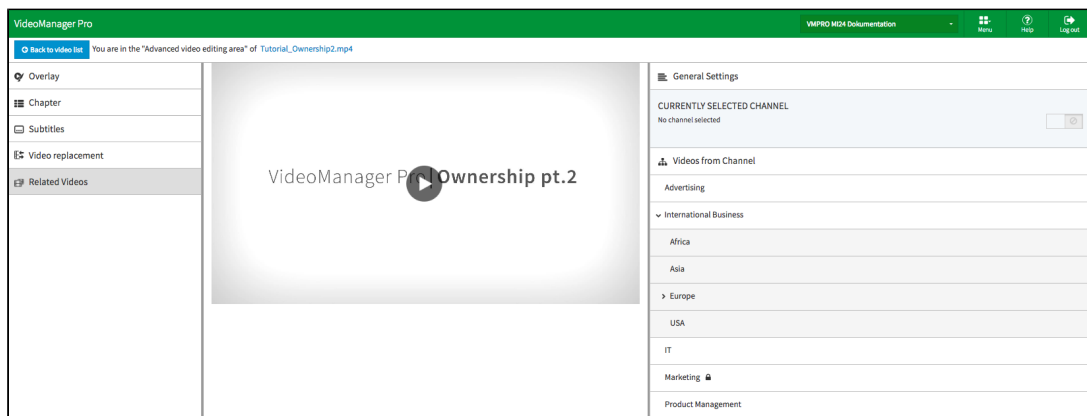 VideoManager Pro
VMPRO MI24 Dokumentation
Menu
Help
Log out
Back to video list You are in the "Advanced video editing area" of Tutorial_Ownership2.mp4
Overlay
Chapter
Subtitles
Video replacement
Related Videos
VideoManager Pro|Ownership pt.2
General Settings
CURRENTLY SELECTED CHANNEL
No channel selected
Videos from Channel
Advertising
International Business
Africa
Asia
Europe
USA
IT
Marketing
Product Management